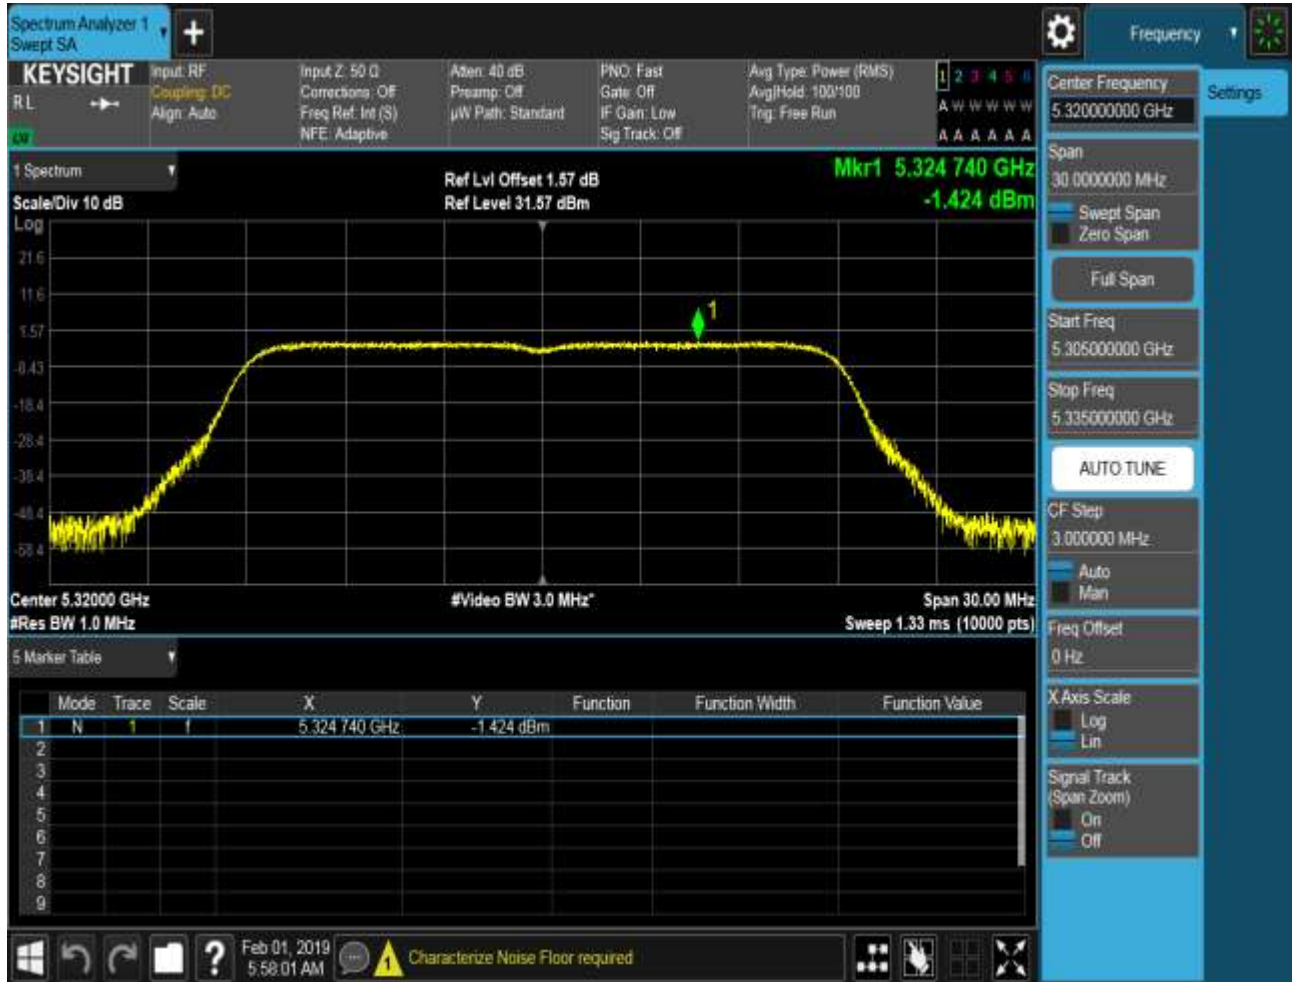 Spectrum Analyzer 1
Swept SA
Frequency
KEYSIGHT
RL
Input: RF
Coupling: DC
Align: Auto
Input Z: 50 Ω
Corrections: Off
Freq Ref: Int (S)
NFE: Adaptive
Atten: 40 dB
Preamp: Off
µW Path: Standard
PNO: Fast
Gate: Off
IF Gain: Low
Sig Track: Off
Avg Type: Power (RMS)
Avg|Hold: 100/100
Trig: Free Run
1 2 3 4 5 6
A W W W W W
A A A A A A
1 Spectrum
Scale/Div 10 dB
Ref Lvl Offset 1.57 dB
Ref Level 31.57 dBm
Mkr1 5.324 740 GHz
-1.424 dBm
Log
21.6
11.6
1.57
-8.43
-18.4
-28.4
-38.4
-48.4
-58.4
1
Center 5.32000 GHz
#Res BW 1.0 MHz
#Video BW 3.0 MHz*
Span 30.00 MHz
Sweep 1.33 ms (10000 pts)
5 Marker Table
Mode Trace Scale X Y Function Function Width Function Value
1 N 1 f 5.324 740 GHz -1.424 dBm
2
3
4
5
6
7
8
9
Feb 01, 2019
5:58:01 AM
1
Characterize Noise Floor required
Settings
Center Frequency
5.320000000 GHz
Span
30.0000000 MHz
Swept Span
Zero Span
Full Span
Start Freq
5.305000000 GHz
Stop Freq
5.335000000 GHz
AUTO TUNE
CF Step
3.000000 MHz
Auto
Man
Freq Offset
0 Hz
X Axis Scale
Log
Lin
Signal Track
(Span Zoom)
On
Off